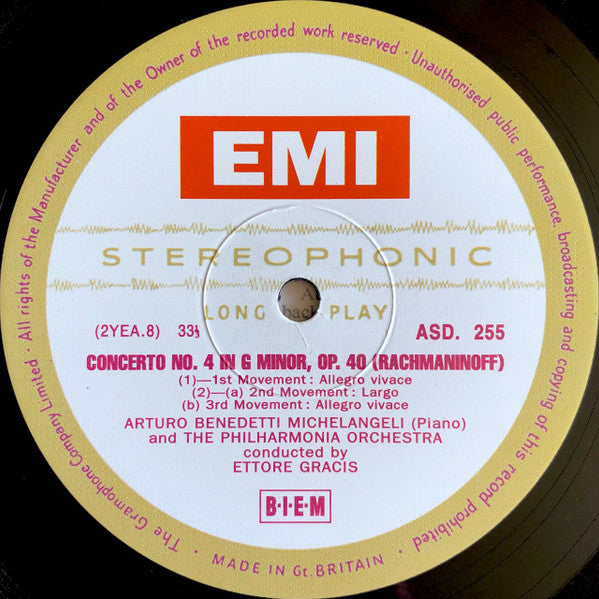 The Gramophone Company Limited · All rights of the Manufacturer and of the Owner of the recorded work reserved · Unauthorised public performance, broadcasting and copying of this record prohibited ·
EMI
STEREOPHONIC
LONG PLAY
back
(2YEA.8) 33⅓ ASD. 255
CONCERTO NO. 4 IN G MINOR, OP. 40 (RACHMANINOFF)
(1)—1st Movement : Allegro vivace
(2)—(a) 2nd Movement : Largo
(b) 3rd Movement : Allegro vivace
ARTURO BENEDETTI MICHELANGELI (Piano)
and THE PHILHARMONIA ORCHESTRA
conducted by
ETTORE GRACIS
B·I·E·M
MADE IN Gt. BRITAIN